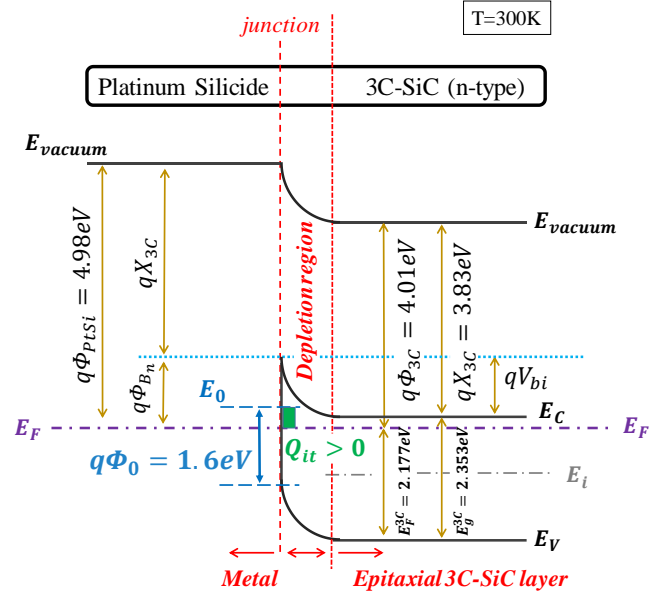 junction
T=300K
Platinum Silicide
3C-SiC (n-type)
E_vacuum
E_vacuum
qΦ_PtSi = 4.98eV
qX_3C
qΦ_Bn
Depletion region
qΦ_3C = 4.01eV
qX_3C = 3.83eV
qV_bi
E_0
E_C
E_F
E_F
Q_it > 0
qΦ_0 = 1.6eV
E_F^3C = 2.177eV
E_g^3C = 2.353eV
E_i
E_V
Metal
Epitaxial 3C-SiC layer